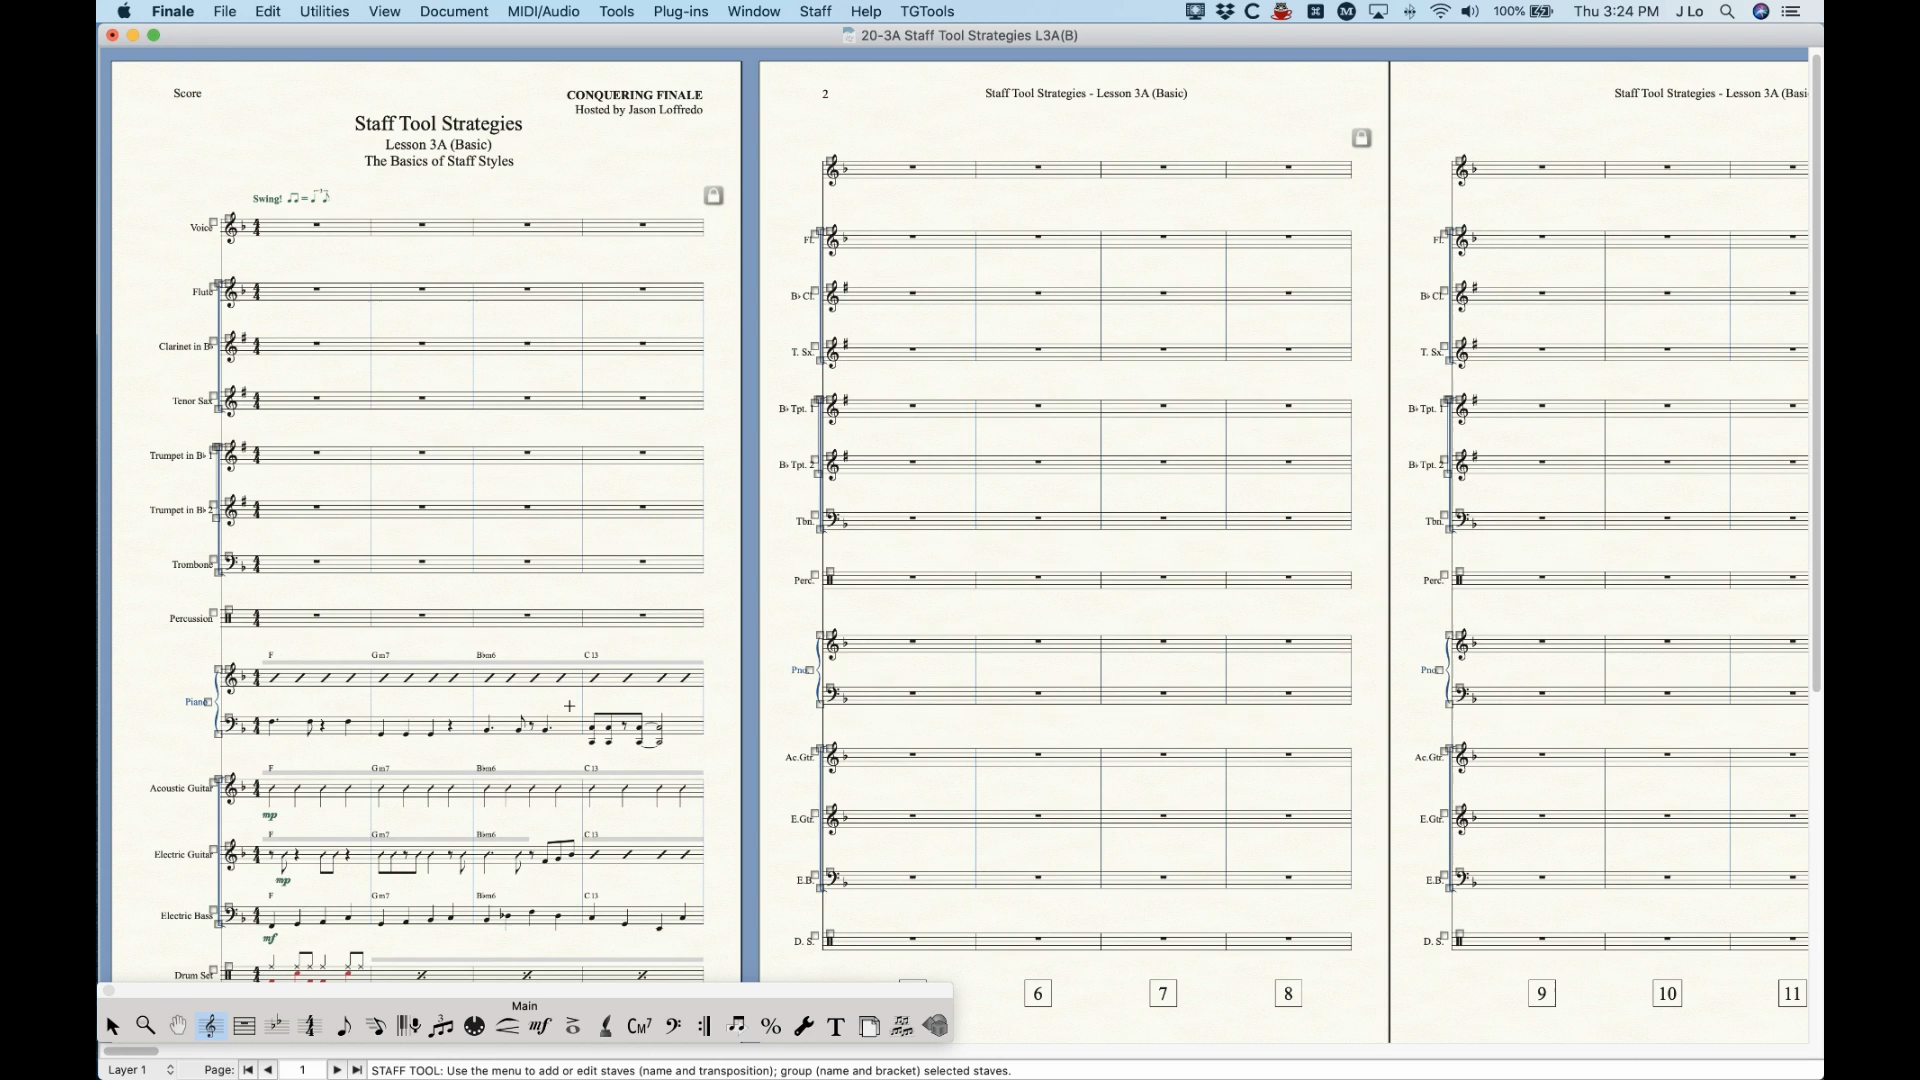 Finale File Edit Utilities View Document MIDI/Audio Tools Plug-ins Window Staff Help TGTools 100% Thu 3:24 PM J Lo
20-3A Staff Tool Strategies L3A(B)
Score
CONQUERING FINALE
Hosted by Jason Loffredo
Staff Tool Strategies
Lesson 3A (Basic)
The Basics of Staff Styles
Swing!
Voice
Flute
Clarinet in B♭
Tenor Sax
Trumpet in B♭ 1
Trumpet in B♭ 2
Trombone
Percussion
F Gm7 B♭m6 C13
Piano
F Gm7 B♭m6 C13
Acoustic Guitar
mp
F Gm7 B♭m6 C13
Electric Guitar
mp
F Gm7 B♭m6 C13
Electric Bass
mf
Drum Set
2 Staff Tool Strategies - Lesson 3A (Basic)
Fl.
B♭ Cl.
T. Sx.
B♭ Tpt. 1
B♭ Tpt. 2
Tbn.
Perc.
Pno.
Ac.Gtr.
E.Gtr.
E.B.
D. S.
6 7 8
Staff Tool Strategies - Lesson 3A (Basi
Fl.
B♭ Cl.
T. Sx.
B♭ Tpt. 1
B♭ Tpt. 2
Tbn.
Perc.
Pno.
Ac.Gtr.
E.Gtr.
E.B.
D. S.
9 10 11
Main
mf CM7 %
Layer 1 Page: 1 STAFF TOOL: Use the menu to add or edit staves (name and transposition); group (name and bracket) selected staves.